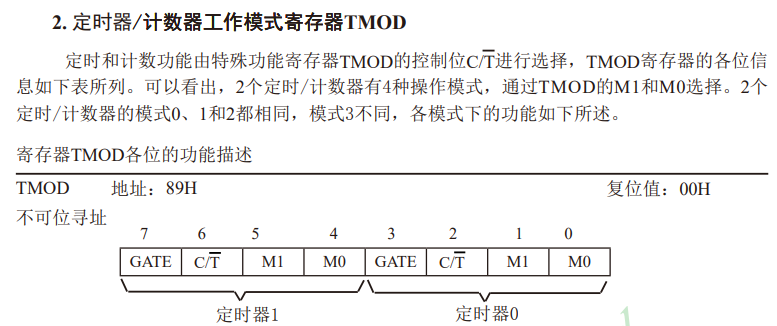 2. 定时器/计数器工作模式寄存器TMOD
定时和计数功能由特殊功能寄存器TMOD的控制位C/T̅进行选择，TMOD寄存器的各位信
息如下表所列。可以看出，2个定时/计数器有4种操作模式，通过TMOD的M1和M0选择。2个
定时/计数器的模式0、1和2都相同，模式3不同，各模式下的功能如下所述。
寄存器TMOD各位的功能描述
TMOD 地址：89H 复位值：00H
不可位寻址
7 6 5 4 3 2 1 0
GATE C/T̅ M1 M0 GATE C/T̅ M1 M0
定时器1 定时器0